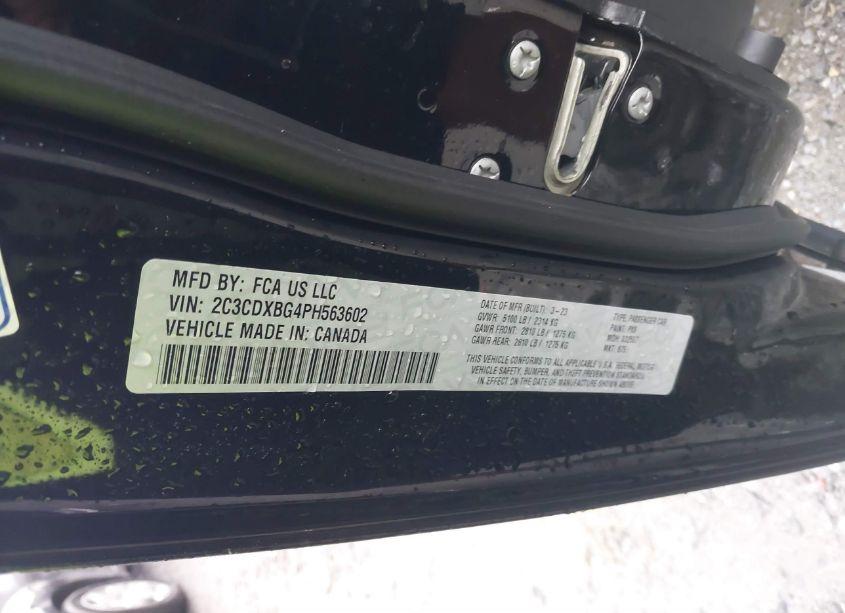 MFD BY: FCA US LLC
VIN: 2C3CDXBG4PH563602
VEHICLE MADE IN: CANADA
DATE OF MFR (BUILT): 3-23
GVWR: 5100 LB / 2314 KG
GAWR FRONT: 2810 LB / 1275 KG
GAWR REAR: 2810 LB / 1275 KG
TYPE: PASSENGER CAR
PAINT: PX8
MDH:
MKT:
THIS VEHICLE CONFORMS TO ALL APPLICABLE U.S.A. FEDERAL MOTOR
VEHICLE SAFETY, BUMPER, AND THEFT PREVENTION STANDARDS
IN EFFECT ON THE DATE OF MANUFACTURE SHOWN ABOVE.